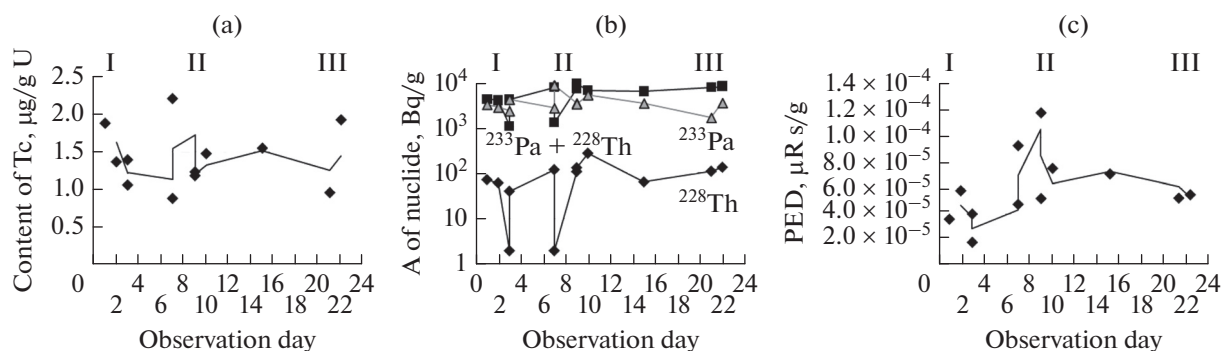 (a)
I II III
Content of Tc, μg/g U
2.5
2.0
1.5
1.0
0.5
0 4 8 10 14 18 20 24
2 6 8 12 16 22
Observation day
(b)
I II III
A of nuclide, Bq/g
10⁴
10³
10²
10
1
²³³Pa + ²²⁸Th
²³³Pa
²²⁸Th
0 4 6 10 14 18 20 24
2 8 12 16 22
Observation day
(c)
I II III
PED, μR s/g
1.4 × 10⁻⁴
1.2 × 10⁻⁴
1.4 × 10⁻⁴
8.0 × 10⁻⁵
6.0 × 10⁻⁵
4.0 × 10⁻⁵
2.0 × 10⁻⁵
0 4 6 10 14 18 20 24
2 8 12 16 22
Observation day